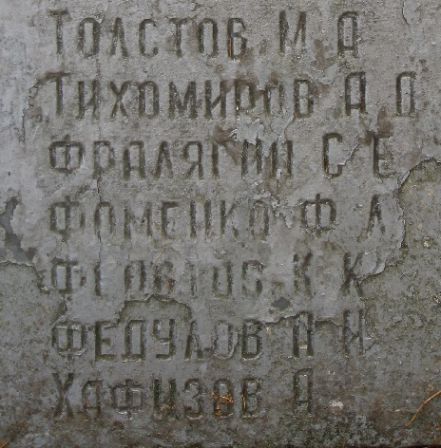 Толстов М А
Тихомиров А
Фралягин С Е
Фоменко Ф Л
К К
Федулов А И
Хафизов А